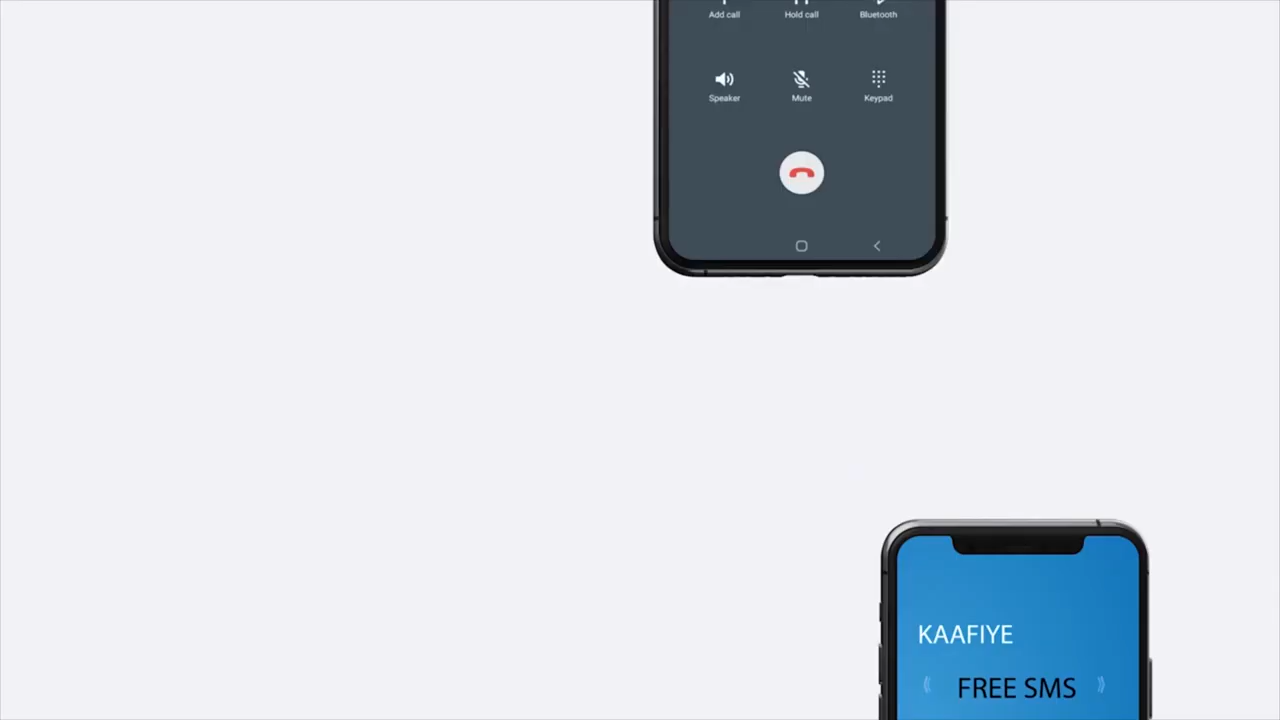 Add call Hold call Bluetooth
Speaker Mute Keypad
KAAFIYE
FREE SMS